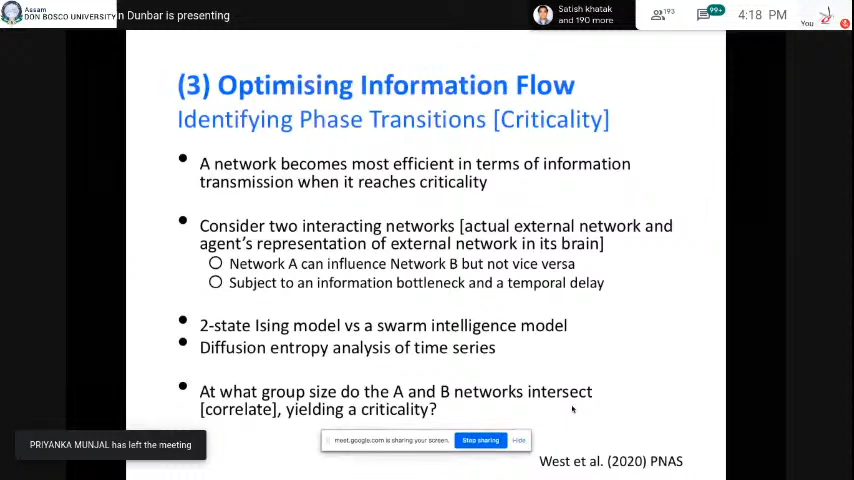 Assam
DON BOSCO UNIVERSITY
n Dunbar is presenting
Satish khatak
and 190 more
193
99+
4:18 PM
You
(3) Optimising Information Flow
Identifying Phase Transitions [Criticality]
A network becomes most efficient in terms of information
transmission when it reaches criticality
Consider two interacting networks [actual external network and
agent's representation of external network in its brain]
Network A can influence Network B but not vice versa
Subject to an information bottleneck and a temporal delay
2-state Ising model vs a swarm intelligence model
Diffusion entropy analysis of time series
At what group size do the A and B networks intersect
[correlate], yielding a criticality?
PRIYANKA MUNJAL has left the meeting
meet.google.com is sharing your screen.
Stop sharing
Hide
West et al. (2020) PNAS